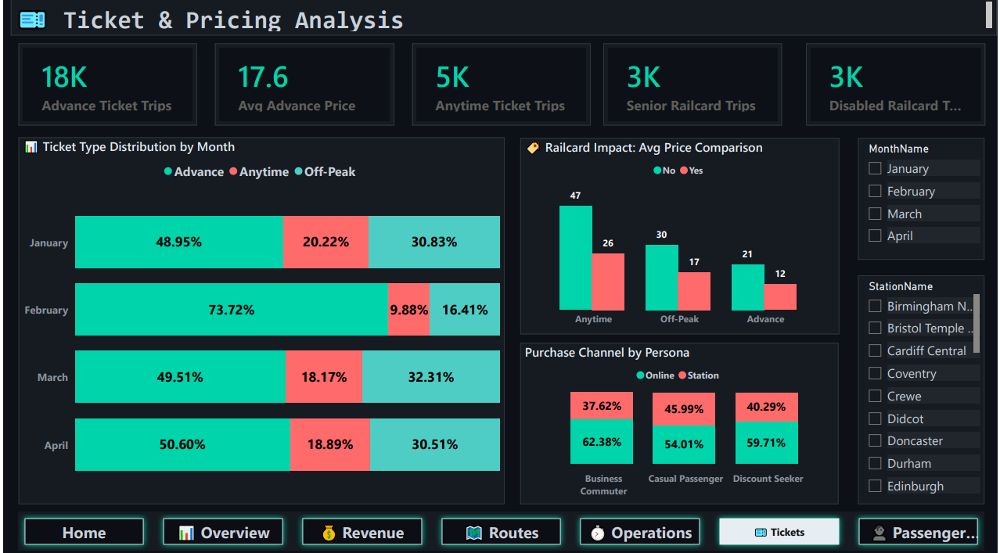 Ticket & Pricing Analysis
18K
Advance Ticket Trips
17.6
Avg Advance Price
5K
Anytime Ticket Trips
3K
Senior Railcard Trips
3K
Disabled Railcard T...
Ticket Type Distribution by Month
Advance Anytime Off-Peak
January 48.95% 20.22% 30.83%
February 73.72% 9.88% 16.41%
March 49.51% 18.17% 32.31%
April 50.60% 18.89% 30.51%
Railcard Impact: Avg Price Comparison
No Yes
47 26 30 17 21 12
Anytime Off-Peak Advance
Purchase Channel by Persona
Online Station
37.62% 45.99% 40.29%
62.38% 54.01% 59.71%
Business Commuter Casual Passenger Discount Seeker
MonthName
January
February
March
April
StationName
Birmingham N...
Bristol Temple ...
Cardiff Central
Coventry
Crewe
Didcot
Doncaster
Durham
Edinburgh
Home Overview Revenue Routes Operations Tickets Passenger...